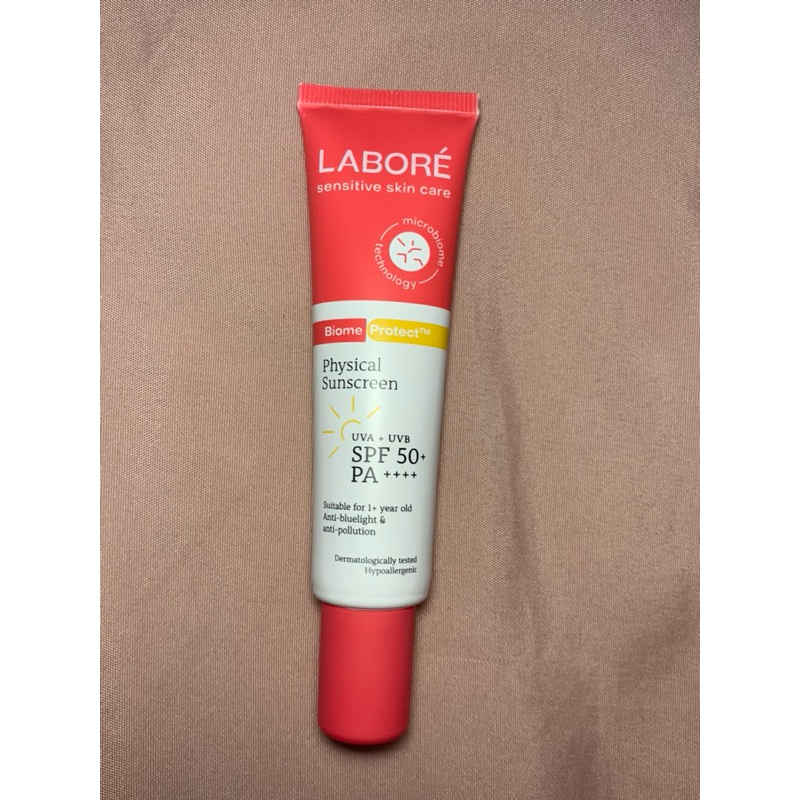 LABORÉ
sensitive skin care
microbiome
technology
Biome Protect™
Physical
Sunscreen
UVA + UVB
SPF 50+
PA ++++
Suitable for 1+ year old
Anti-bluelight &
anti-pollution
Dermatologically tested
Hypoallergenic